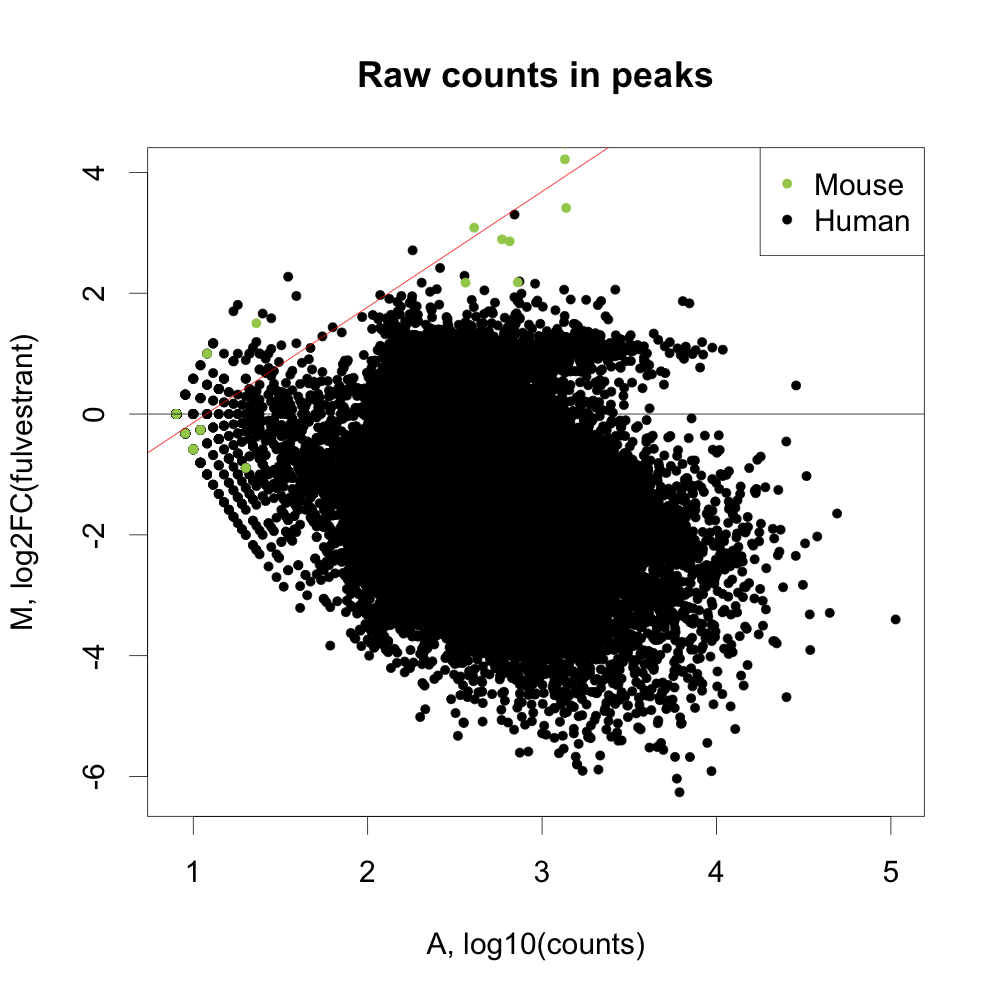 Raw counts in peaks
Mouse
Human
M, log2FC(fulvestrant)
4
2
0
-2
-4
-6
1
2
3
4
5
A, log10(counts)